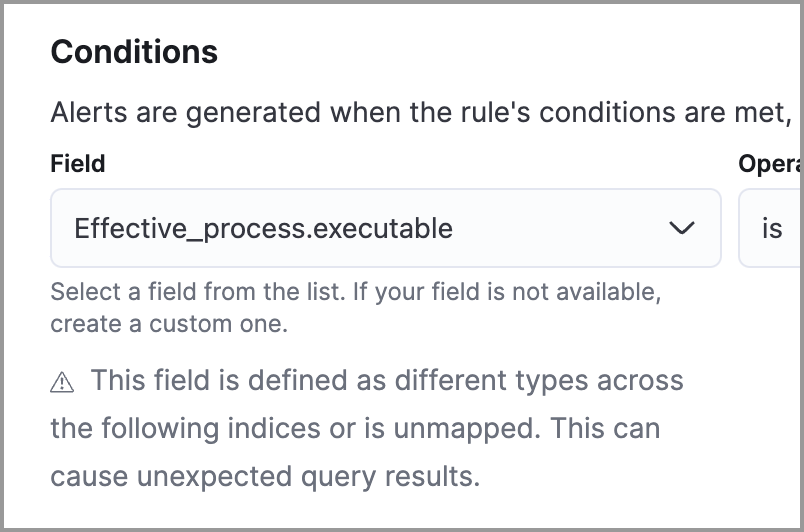 Conditions
Alerts are generated when the rule's conditions are met,
Field
Effective_process.executable
Select a field from the list. If your field is not available,
create a custom one.
This field is defined as different types across
the following indices or is unmapped. This can
cause unexpected query results.
is